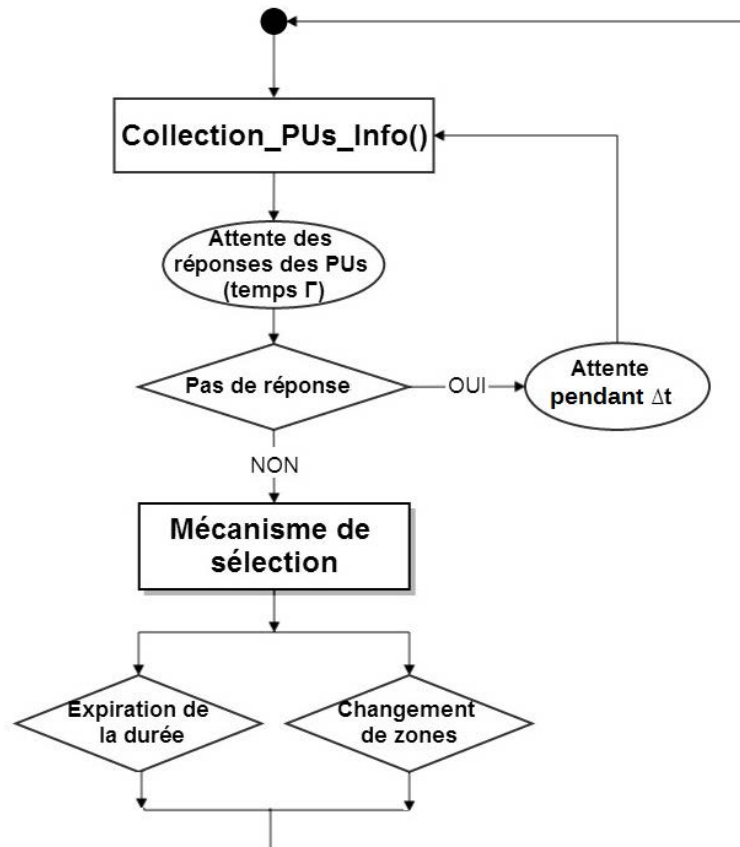 Collection_PUs_Info()
Attente des
réponses des PUs
(temps Γ)
Pas de réponse
OUI
Attente
pendant Δt
NON
Mécanisme de
sélection
Expiration de
la durée
Changement
de zones